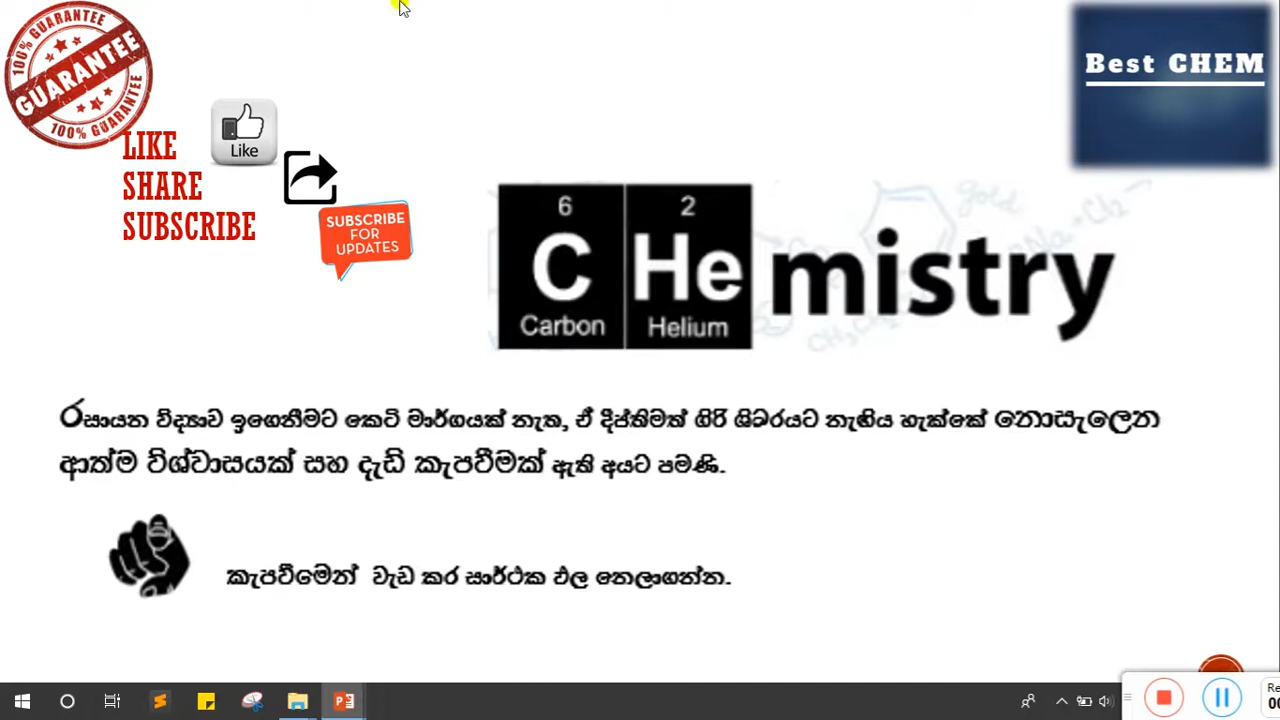 100% GUARANTEE
GUARANTEE
100% GUARANTEE
Best CHEM
LIKE
SHARE
SUBSCRIBE
Like
SUBSCRIBE
FOR
UPDATES
6
C
Carbon
2
He
Helium
mistry
gold
රසායන විද්‍යාව ඉගෙනීමට කෙටි මාර්ගයක් නැත, ඒ දීප්තිමත් ගිරි ශිඛරයට නැඟිය හැක්කේ නොසැලෙන
ආත්ම විශ්වාසයක් සහ දැඩි කැපවීමක් ඇති අයට පමණි.
කැපවීමෙන් වැඩ කර සාර්ථක ඵල නෙලාගන්න.